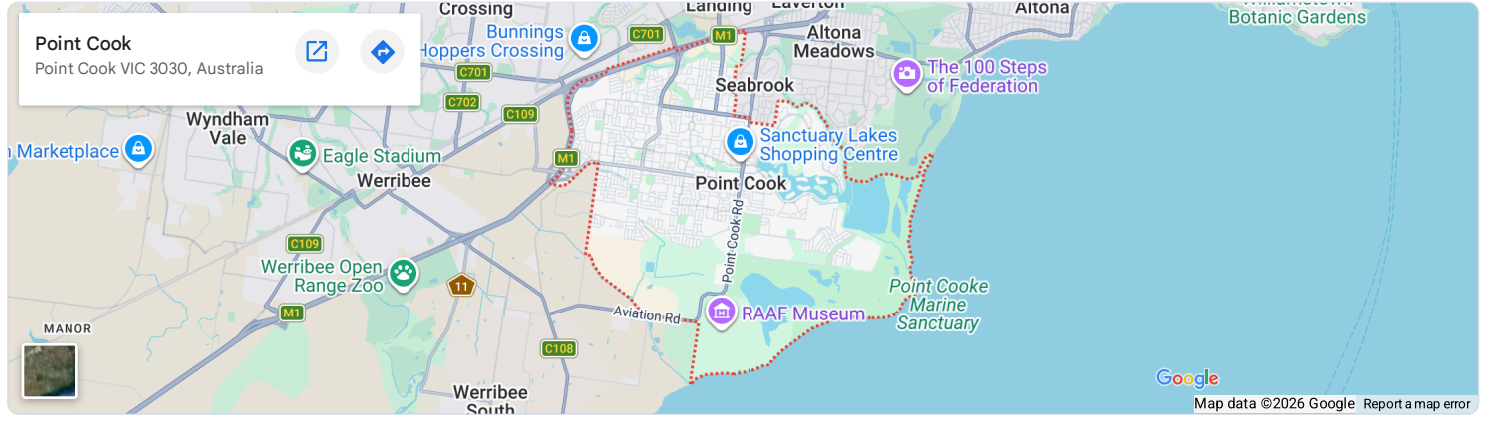 Crossing
Landing
Laverton
Altona
Williamstown
Botanic Gardens
Point Cook
Point Cook VIC 3030, Australia
Bunnings
Hoppers Crossing
C701
M1
Altona
Meadows
C701
Seabrook
The 100 Steps
of Federation
C702
C109
Wyndham
Vale
Sanctuary Lakes
Shopping Centre
n Marketplace
Eagle Stadium
M1
Werribee
Point Cook
Point Cook Rd
C109
Werribee Open
Range Zoo
11
Point Cooke
Marine
Sanctuary
M1
Aviation Rd
RAAF Museum
MANOR
C108
Werribee
South
Google
Map data ©2026 Google
Report a map error